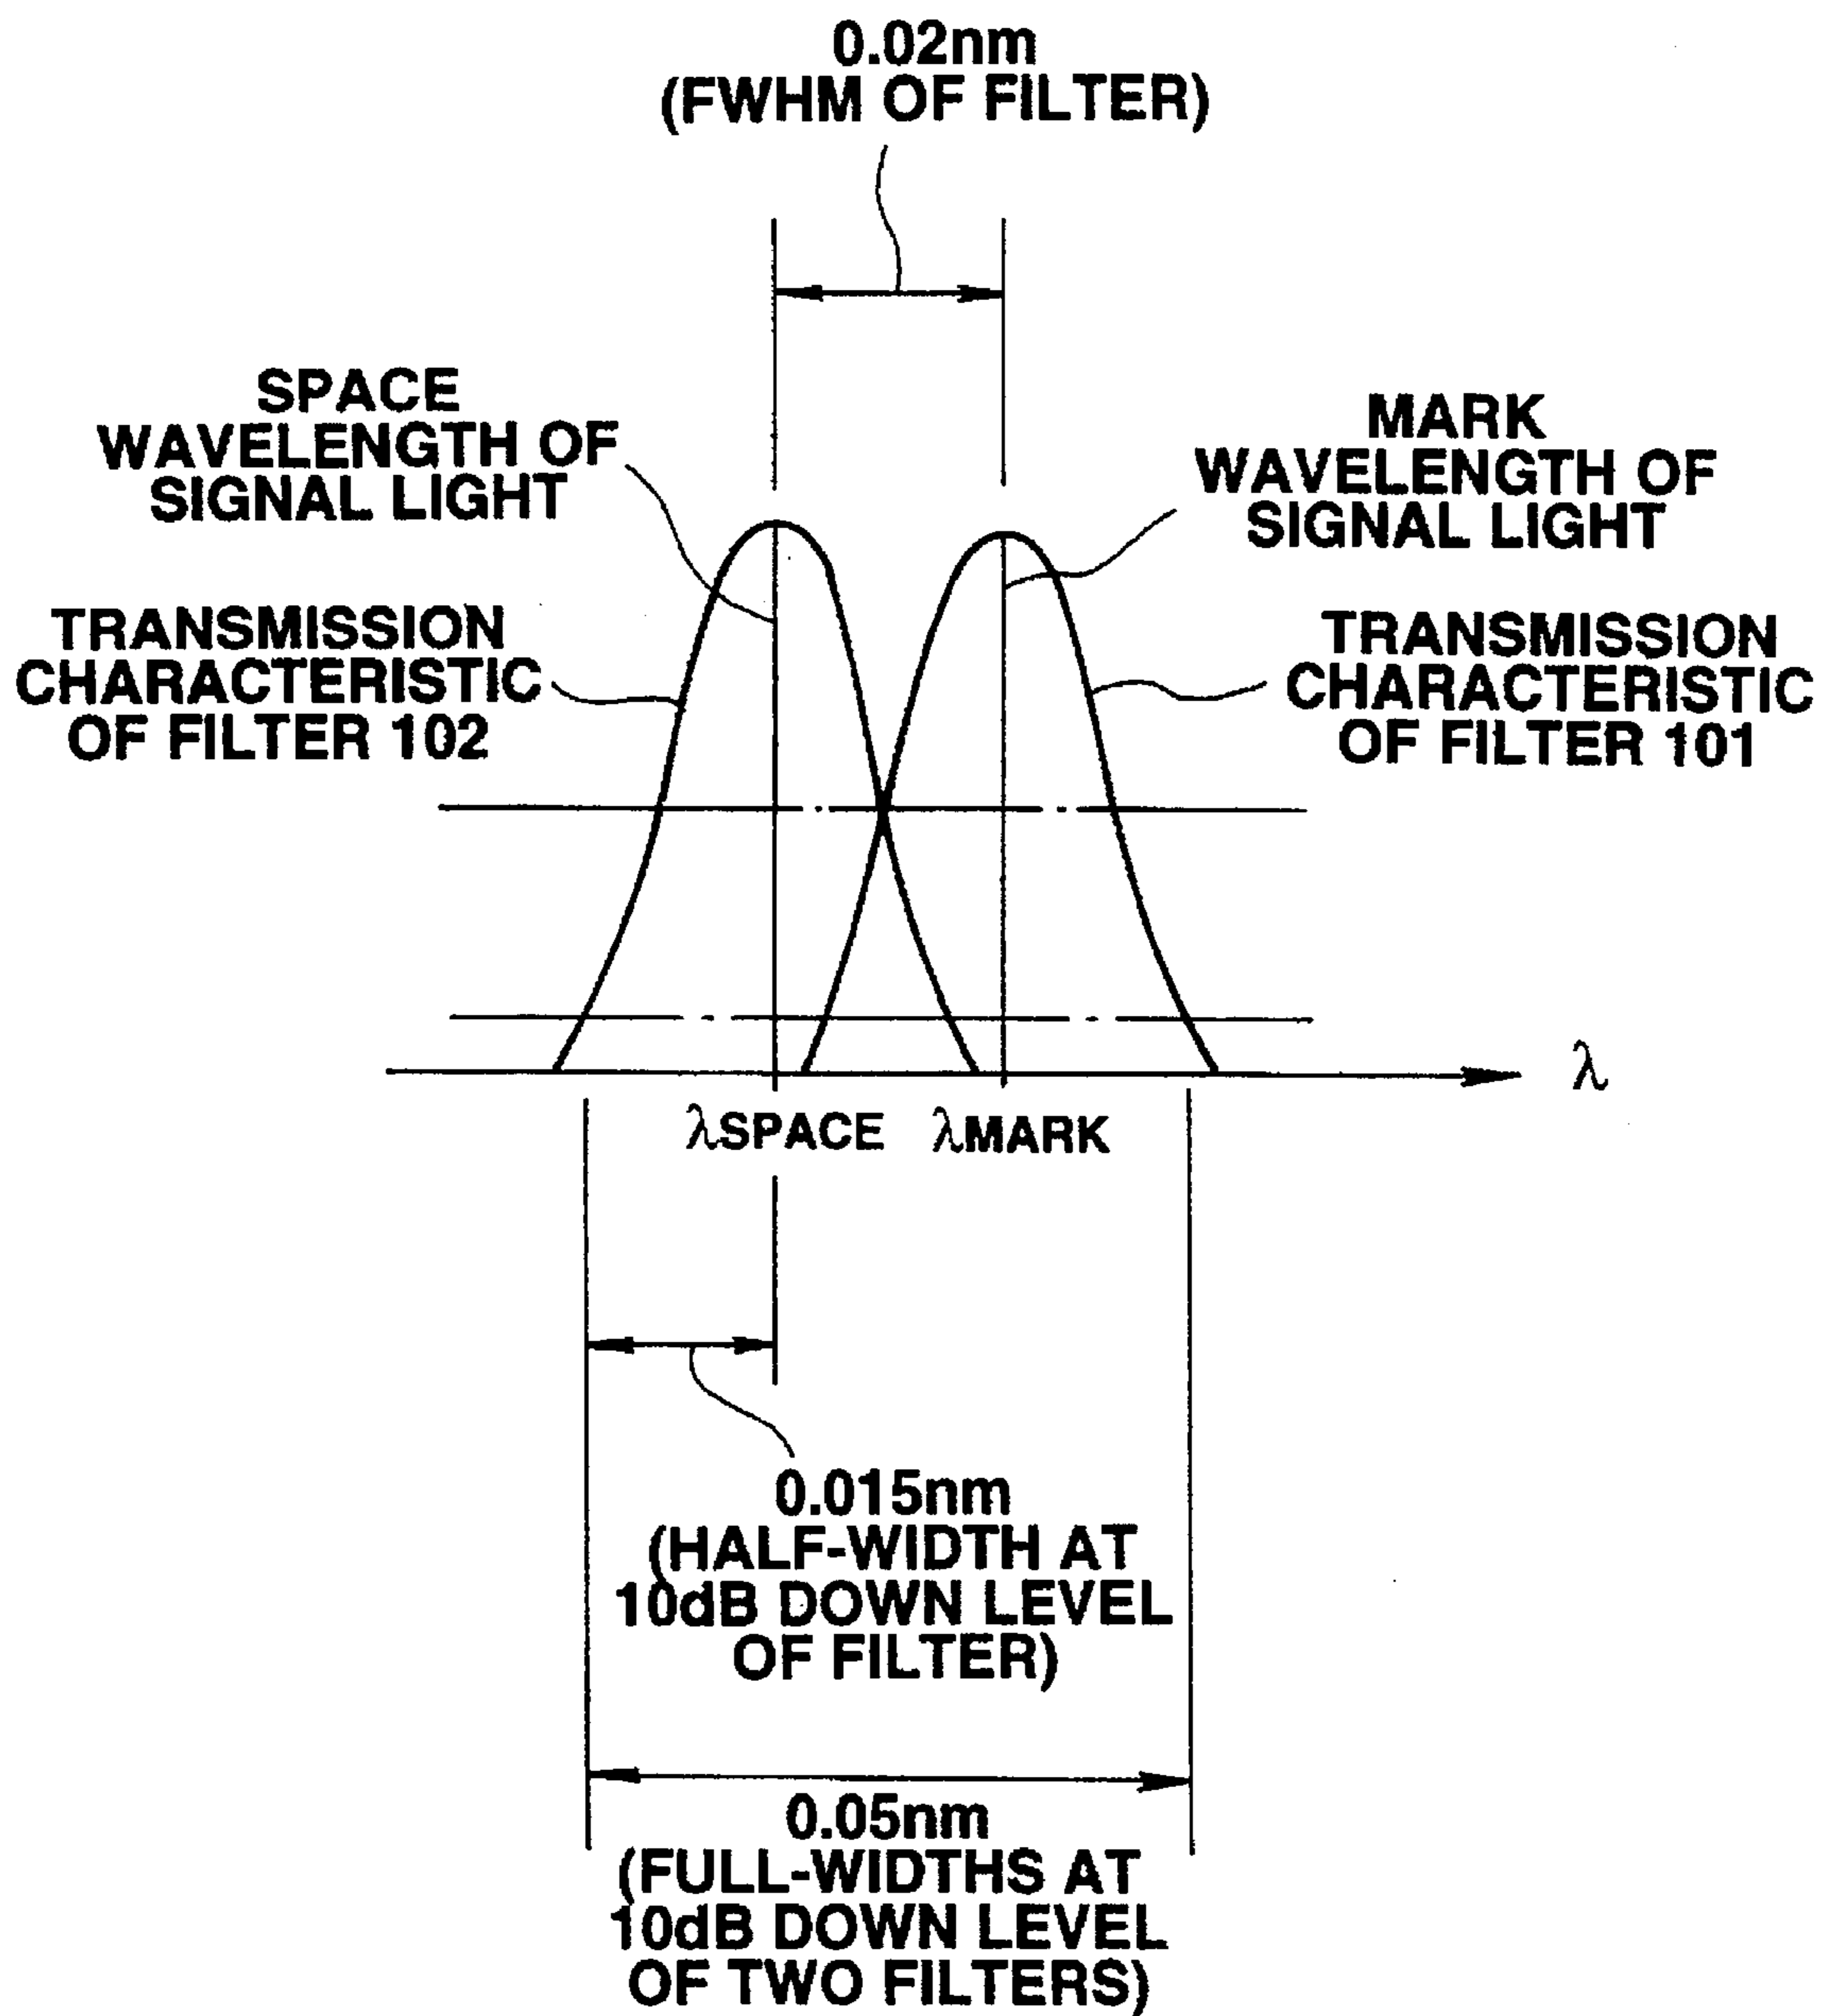 0.02nm
(FWHM OF FILTER)
SPACE
WAVELENGTH OF
SIGNAL LIGHT
MARK
WAVELENGTH OF
SIGNAL LIGHT
TRANSMISSION
CHARACTERISTIC
OF FILTER 102
TRANSMISSION
CHARACTERISTIC
OF FILTER 101
λ
λSPACE
λMARK
0.015nm
(HALF-WIDTH AT
10dB DOWN LEVEL
OF FILTER)
0.05nm
(FULL-WIDTHS AT
10dB DOWN LEVEL
OF TWO FILTERS)